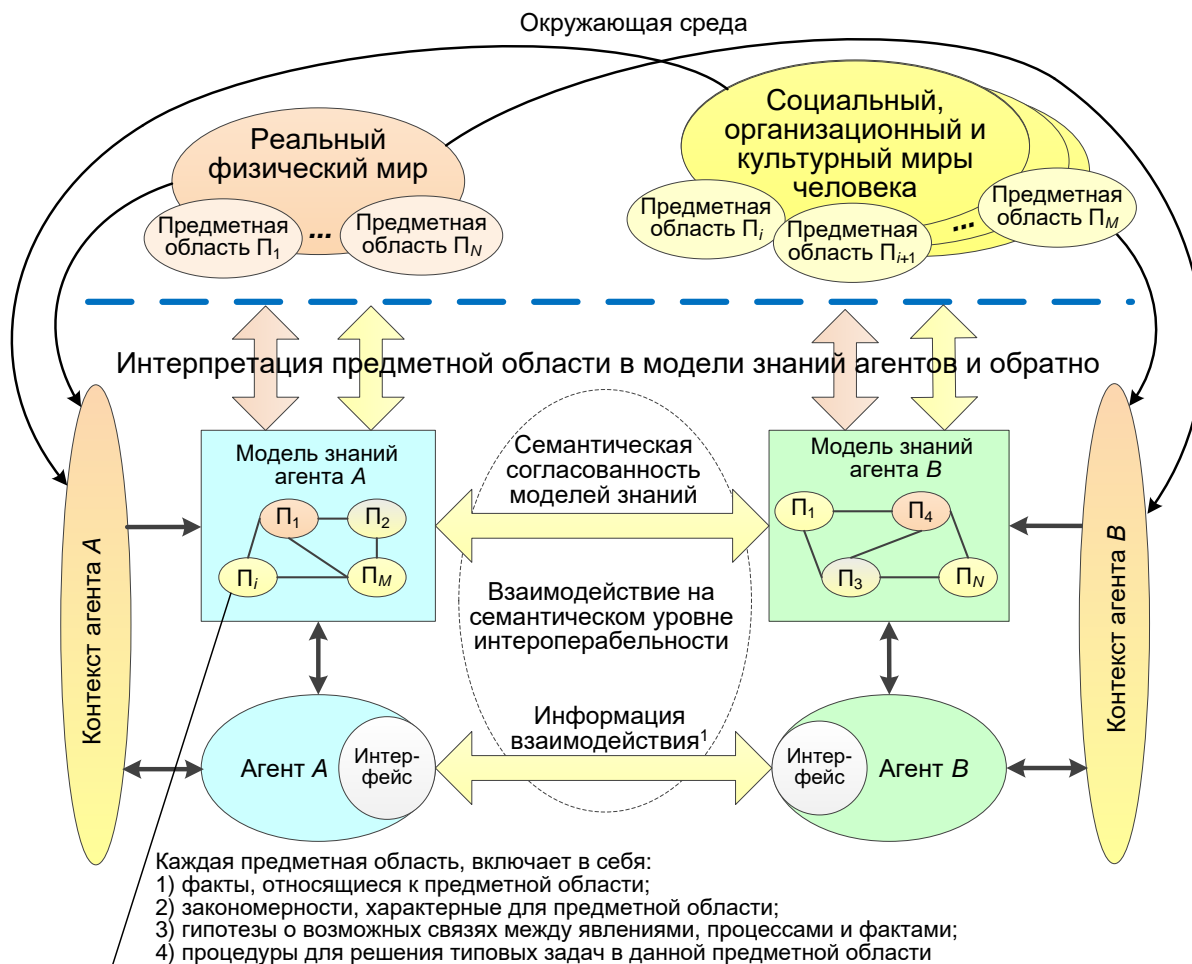 Окружающая среда
Реальный
физический мир
Предметная
область П1
...
Предметная
область ПN
Социальный,
организационный и
культурный миры
человека
Предметная
область Пi
Предметная
область Пi+1
...
Предметная
область ПM
Интерпретация предметной области в модели знаний агентов и обратно
Контекст агента A
Модель знаний
агента A
П1
П2
Пi
ПM
Семантическая
согласованность
моделей знаний
Взаимодействие на
семантическом уровне
интероперабельности
Модель знаний
агента B
П1
П4
П3
ПN
Контекст агента B
Агент A
Интер-
фейс
Информация
взаимодействия¹
Интер-
фейс
Агент B
Каждая предметная область, включает в себя:
1) факты, относящиеся к предметной области;
2) закономерности, характерные для предметной области;
3) гипотезы о возможных связях между явлениями, процессами и фактами;
4) процедуры для решения типовых задач в данной предметной области